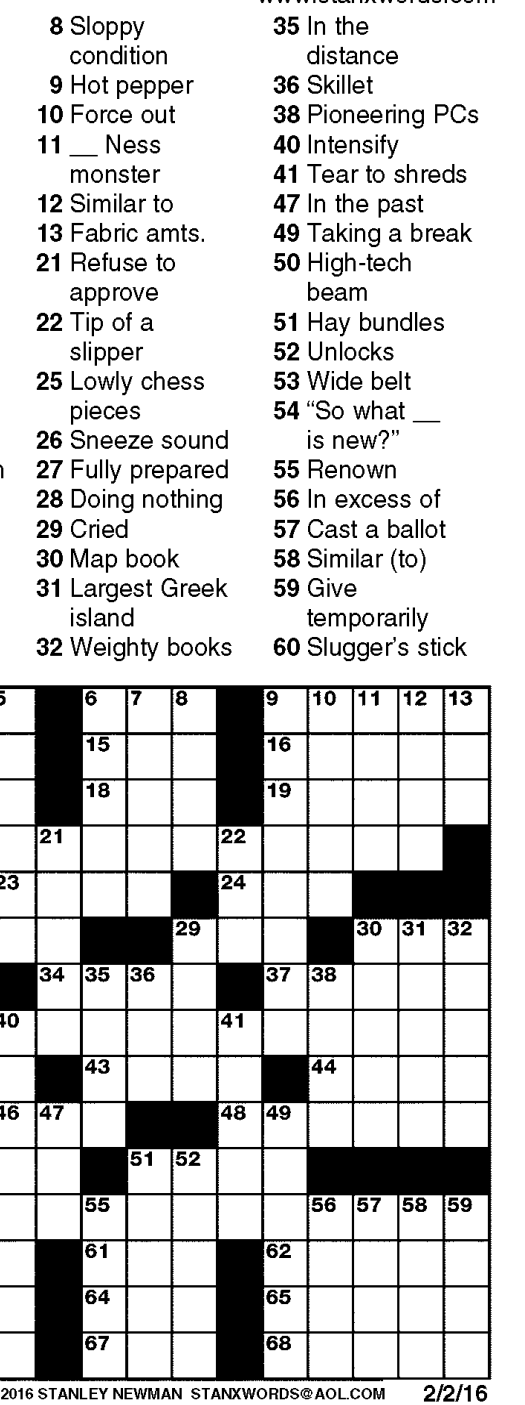 8 Sloppy
condition
9 Hot pepper
10 Force out
11 __ Ness
monster
12 Similar to
13 Fabric amts.
21 Refuse to
approve
22 Tip of a
slipper
25 Lowly chess
pieces
26 Sneeze sound
27 Fully prepared
28 Doing nothing
29 Cried
30 Map book
31 Largest Greek
island
32 Weighty books
35 In the
distance
36 Skillet
38 Pioneering PCs
40 Intensify
41 Tear to shreds
47 In the past
49 Taking a break
50 High-tech
beam
51 Hay bundles
52 Unlocks
53 Wide belt
54 “So what __
is new?”
55 Renown
56 In excess of
57 Cast a ballot
58 Similar (to)
59 Give
temporarily
60 Slugger’s stick
6 7 8 9 10 11 12 13
15 16
18 19
21 22
23 24
29 30 31 32
34 35 36 37 38
40 41
43 44
46 47 48 49
51 52
55 56 57 58 59
61 62
64 65
67 68
2016 STANLEY NEWMAN STANXWORDS@AOL.COM 2/2/16